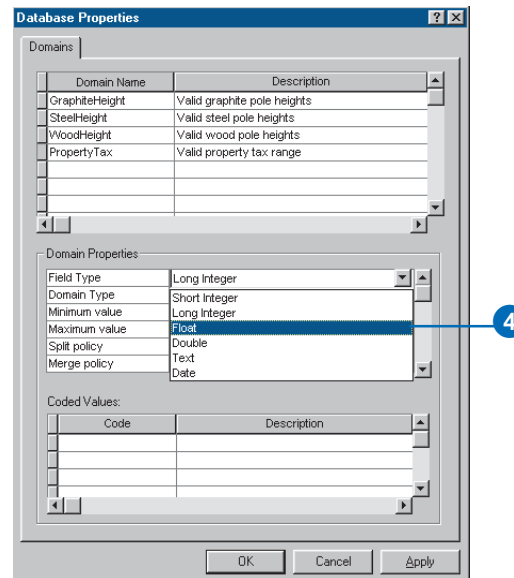 Database Properties
Domains
Domain Name Description
GraphiteHeight Valid graphite pole heights
SteelHeight Valid steel pole heights
WoodHeight Valid wood pole heights
PropertyTax Valid property tax range
Domain Properties
Field Type Long Integer
Domain Type Short Integer
Minimum value Long Integer
Maximum value Float
Split policy Double
Merge policy Text
Date
4
Coded Values:
Code Description
OK Cancel Apply